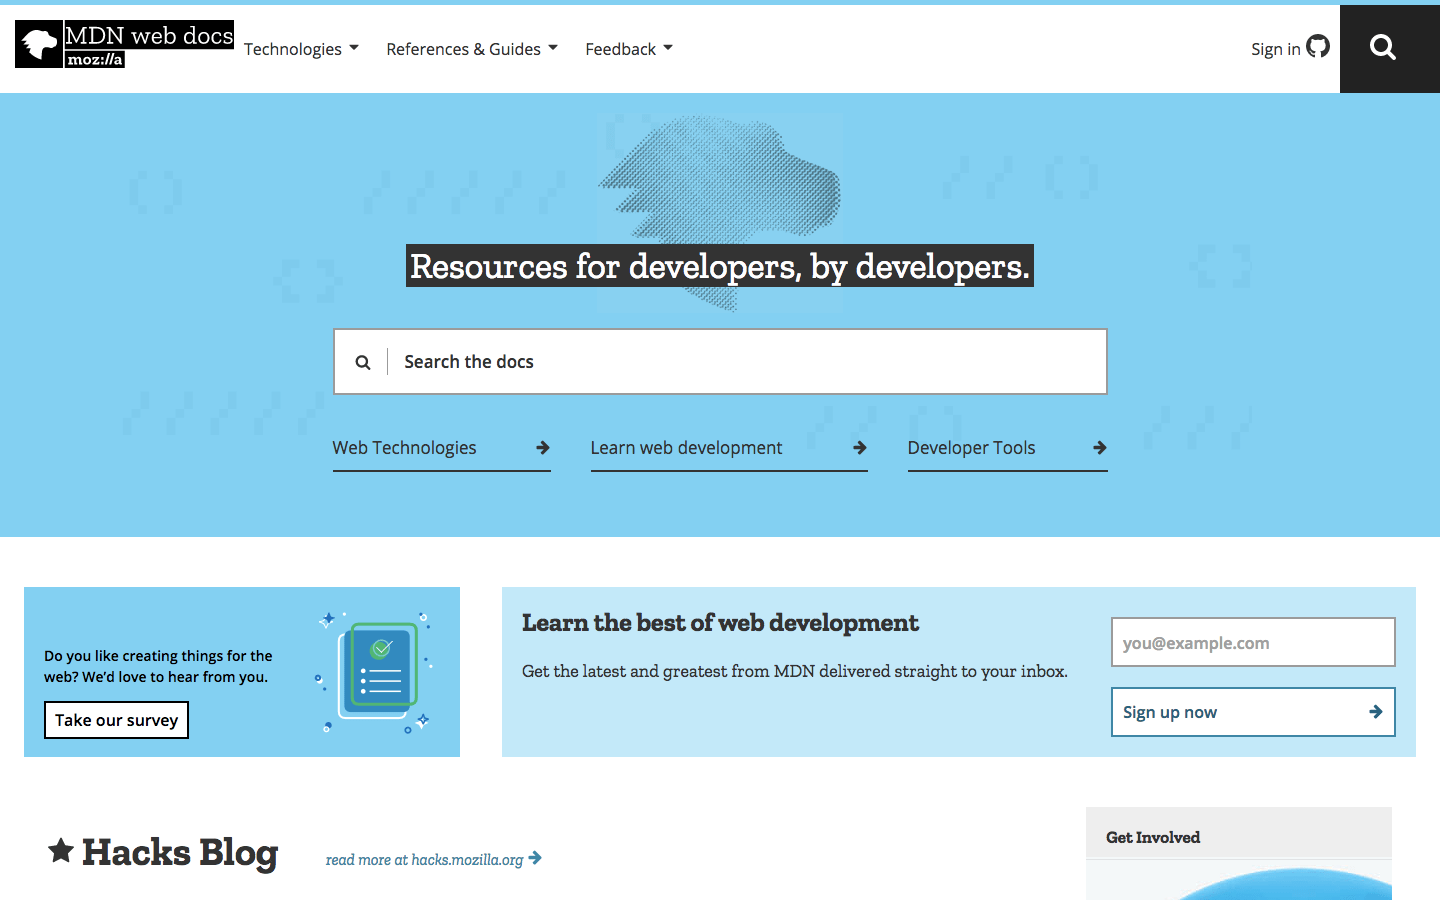 MDN web docs
moz://a
Technologies
References & Guides
Feedback
Sign in
Resources for developers, by developers.
Search the docs
Web Technologies
Learn web development
Developer Tools
Do you like creating things for the
web? We’d love to hear from you.
Take our survey
Learn the best of web development
Get the latest and greatest from MDN delivered straight to your inbox.
you@example.com
Sign up now
Hacks Blog
read more at hacks.mozilla.org
Get Involved